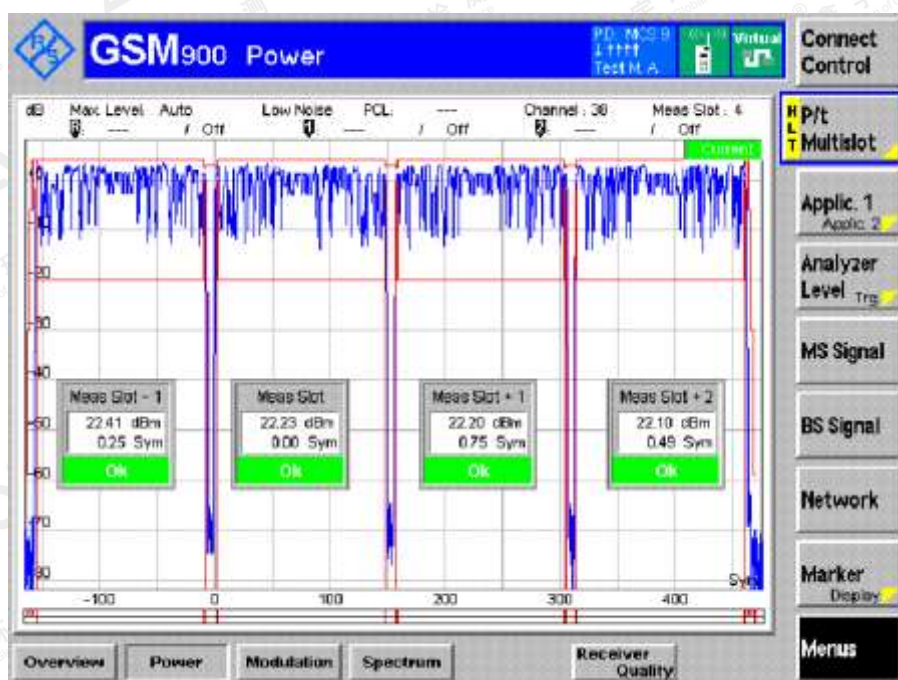 GSM900 Power
PD: MCS 9
Test M. A
Virtual
Connect
Control
dB Max. Level: Auto Low Noise PCL: --- Channel : 38 Meas Slot : 4
--- / Off --- / Off --- / Off
Current
P/t
Multislot
HLT
Applic. 1
Applic. 2
Analyzer
Level Trg
MS Signal
BS Signal
Network
Marker
Display
Menus
-20
-30
-40
-50
-60
-70
-80
Meas Slot - 1
22.41 dBm
0.25 Sym
Ok
Meas Slot
22.23 dBm
0.00 Sym
Ok
Meas Slot + 1
22.20 dBm
0.75 Sym
Ok
Meas Slot + 2
22.10 dBm
0.49 Sym
Ok
Sym
-100 0 100 200 300 400
Overview Power Modulation Spectrum Receiver
Quality